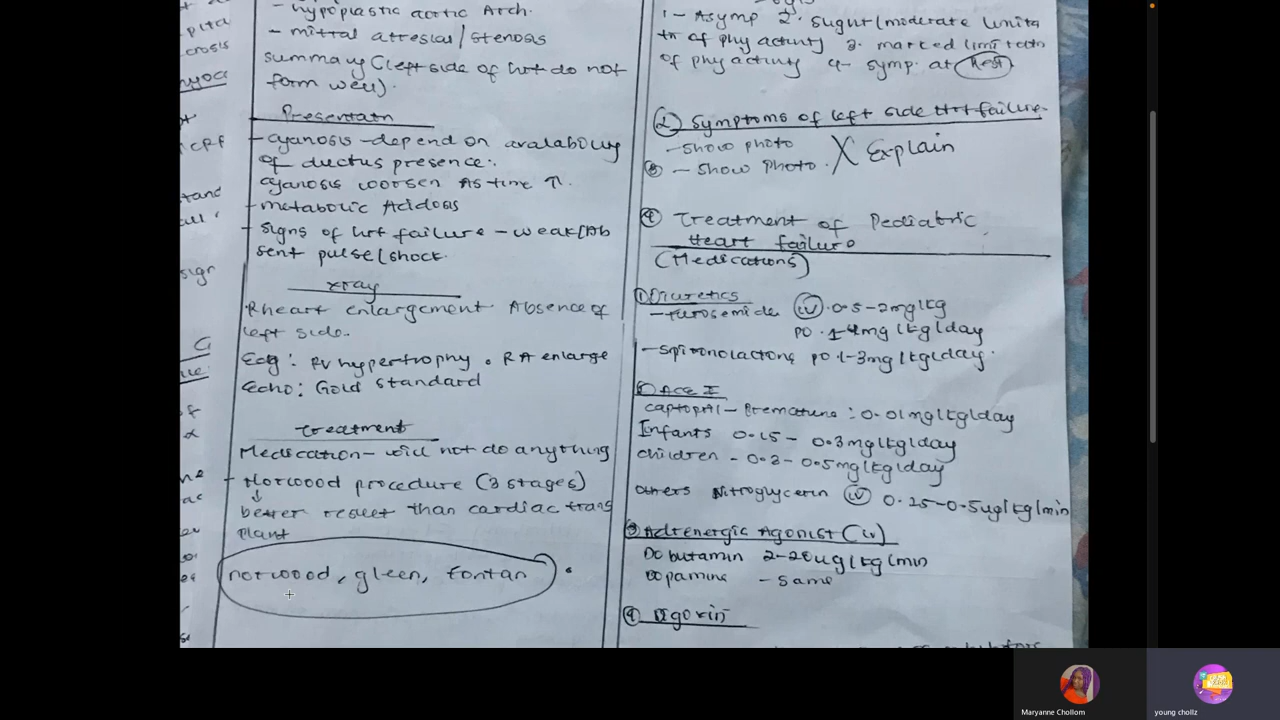 - hypoplastic aortic Arch.
- mitral attresial/stenosis
summary (left side of hrt do not
form well).
Presentatn
- cyanosis - depend on avalabouy
of ductus presence.
cyanosis worsen As time ↑.
- metabolic Acidosis
- signs of hrt failure - weak/Ab
sent pulse/shock.
xray
Rheart enlargement Absence of
left side..
Ecg: RV hypertrophy . RA enlarge
Echo: Gold standard
treatment
Medication - will not do anything
- Norwood procedure (3 stages)
↓
better result than cardiac trans
plant
norwood, gleen, fontan
1- Asymp 2. /moderate limita
tn of phy activity 3. marked limitatn
of phy activity 4- symp. at Rest
② Symptoms of left side Hrt failure.
- show photo
③ - show photo. X Explain
④ Treatment of Pediatric
Heart failure
(Medications)
① Diuretics
- furosemide IV .0.5-2mg/kg
PO .1-4mg/kg/day
- spironolactone PO 1-3mg/kg/day.
ACE I
captopril - Premature: 0.01mg/kg/day
Infants 0.15 - 0.3mg/kg/day
children - 0.3 - 0.5mg/kg/day
others Nitroglycerin IV 0.25-0.5ug/kg/min
③ Adrenergic Agonist (IV)
Dobutamin 2-20ug/kg/min
Dopamine - same
④ Digoxin
Maryanne Chollom
young chollz